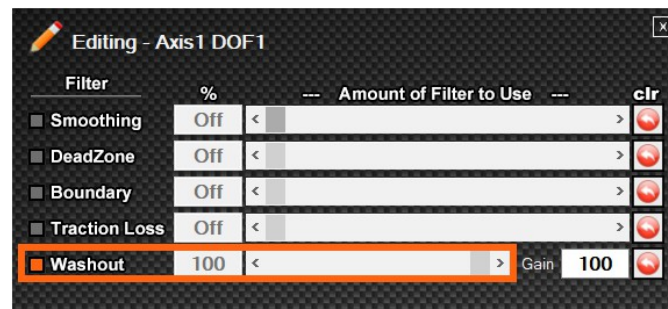 Editing - Axis1 DOF1
Filter % --- Amount of Filter to Use --- clr
Smoothing Off < >
DeadZone Off < >
Boundary Off < >
Traction Loss Off < >
Washout 100 < > Gain 100